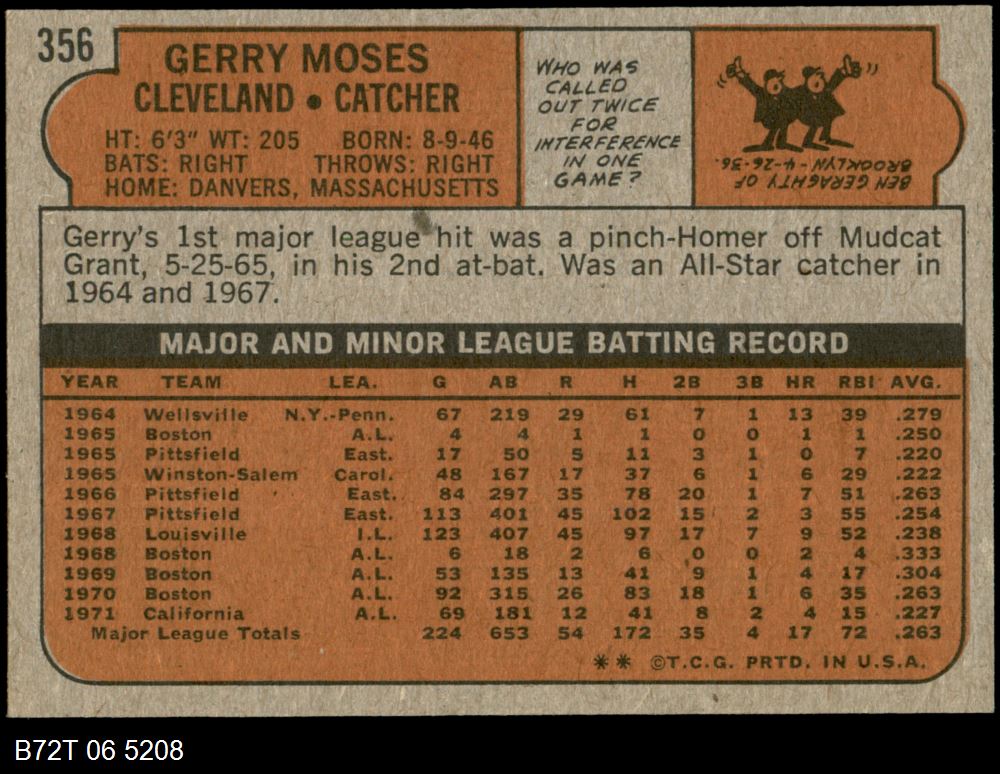 356
GERRY MOSES
CLEVELAND • CATCHER
HT: 6'3" WT: 205 BORN: 8-9-46
BATS: RIGHT THROWS: RIGHT
HOME: DANVERS, MASSACHUSETTS
WHO WAS
CALLED
OUT TWICE
FOR
INTERFERENCE
IN ONE
GAME?
BEN GERAGHTY OF
BROOKLYN - 4-26-36.
Gerry's 1st major league hit was a pinch-Homer off Mudcat
Grant, 5-25-65, in his 2nd at-bat. Was an All-Star catcher in
1964 and 1967.
MAJOR AND MINOR LEAGUE BATTING RECORD
YEAR TEAM LEA. G AB R H 2B 3B HR RBI AVG.
1964 Wellsville N.Y.-Penn. 67 219 29 61 7 1 13 39 .279
1965 Boston A.L. 4 4 1 1 0 0 1 1 .250
1965 Pittsfield East. 17 50 5 11 3 1 0 7 .220
1965 Winston-Salem Carol. 48 167 17 37 6 1 6 29 .222
1966 Pittsfield East. 84 297 35 78 20 1 7 51 .263
1967 Pittsfield East. 113 401 45 102 15 2 3 55 .254
1968 Louisville I.L. 123 407 45 97 17 7 9 52 .238
1968 Boston A.L. 6 18 2 6 0 0 2 4 .333
1969 Boston A.L. 53 135 13 41 9 1 4 17 .304
1970 Boston A.L. 92 315 26 83 18 1 6 35 .263
1971 California A.L. 69 181 12 41 8 2 4 15 .227
Major League Totals 224 653 54 172 35 4 17 72 .263
** ©T.C.G. PRTD. IN U.S.A.
B72T 06 5208